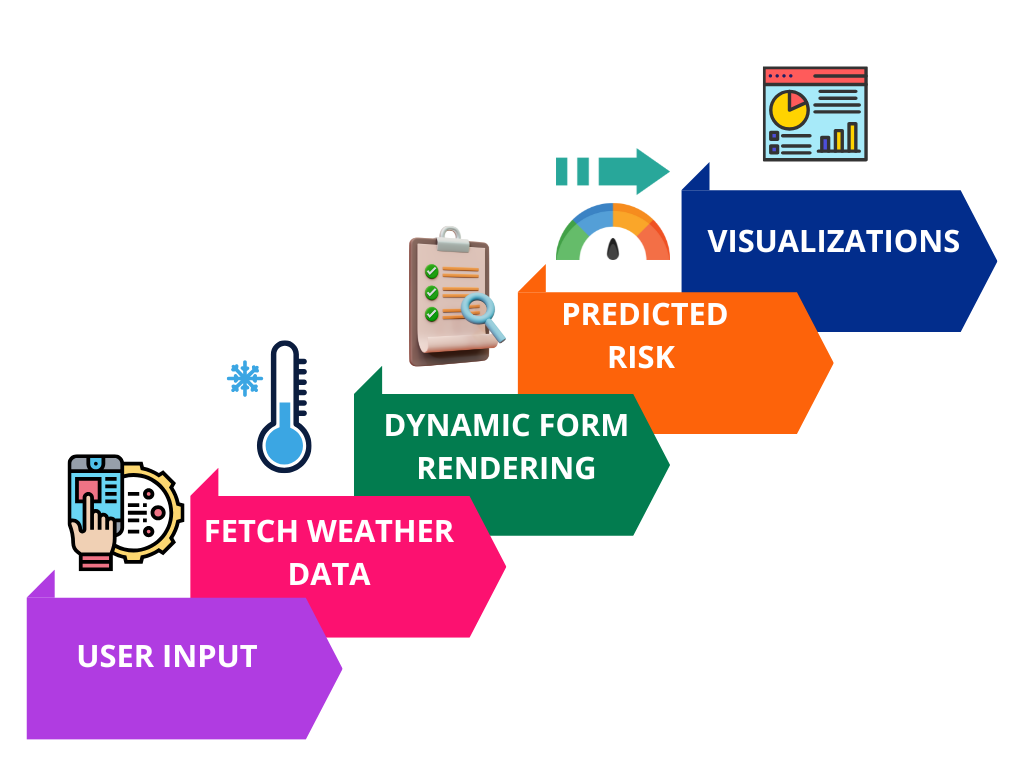 VISUALIZATIONS
PREDICTED
RISK
DYNAMIC FORM
RENDERING
FETCH WEATHER
DATA
USER INPUT